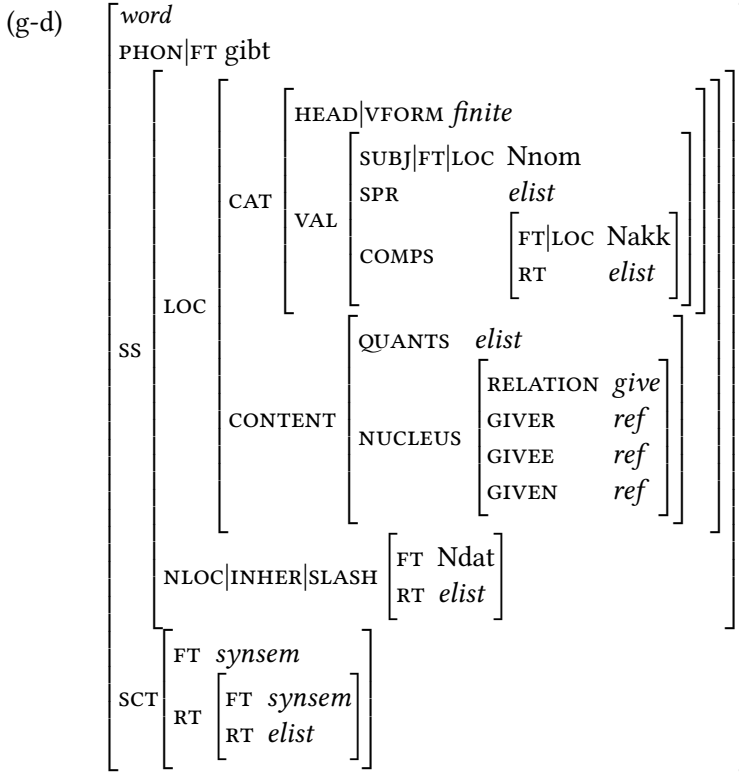 (g-d)
word
PHON|FT gibt
HEAD|VFORM finite
SUBJ|FT|LOC Nnom
SPR elist
CAT
VAL
FT|LOC Nakk
COMPS
RT elist
LOC
QUANTS elist
SS
RELATION give
CONTENT
GIVER ref
NUCLEUS
GIVEE ref
GIVEN ref
FT Ndat
NLOC|INHER|SLASH
RT elist
FT synsem
SCT
FT synsem
RT
RT elist